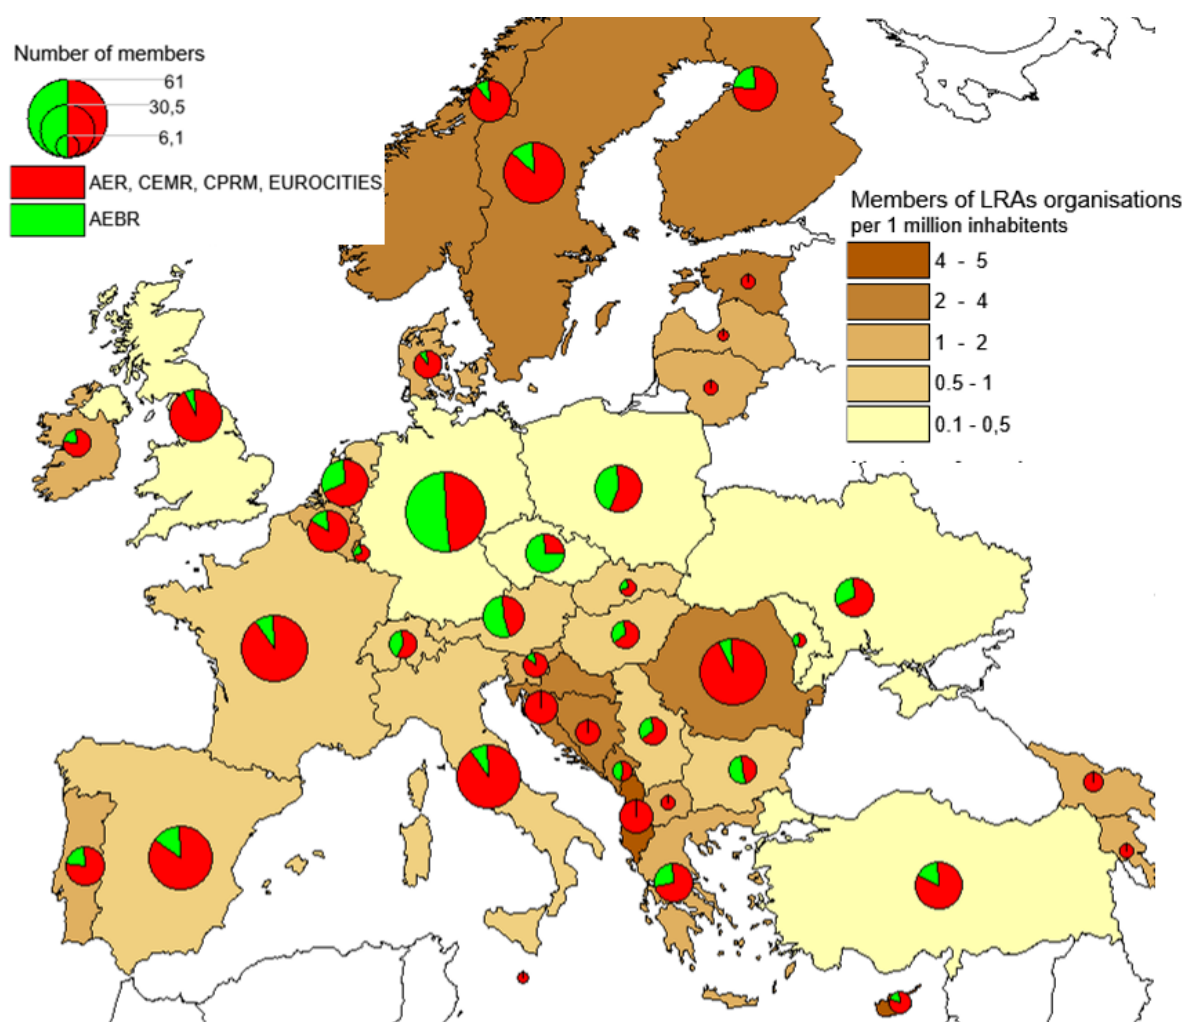 Number of members
61
30,5
6,1
AER, CEMR, CPRM, EUROCITIES
AEBR
Members of LRAs organisations
per 1 million inhabitents
4 - 5
2 - 4
1 - 2
0.5 - 1
0.1 - 0,5